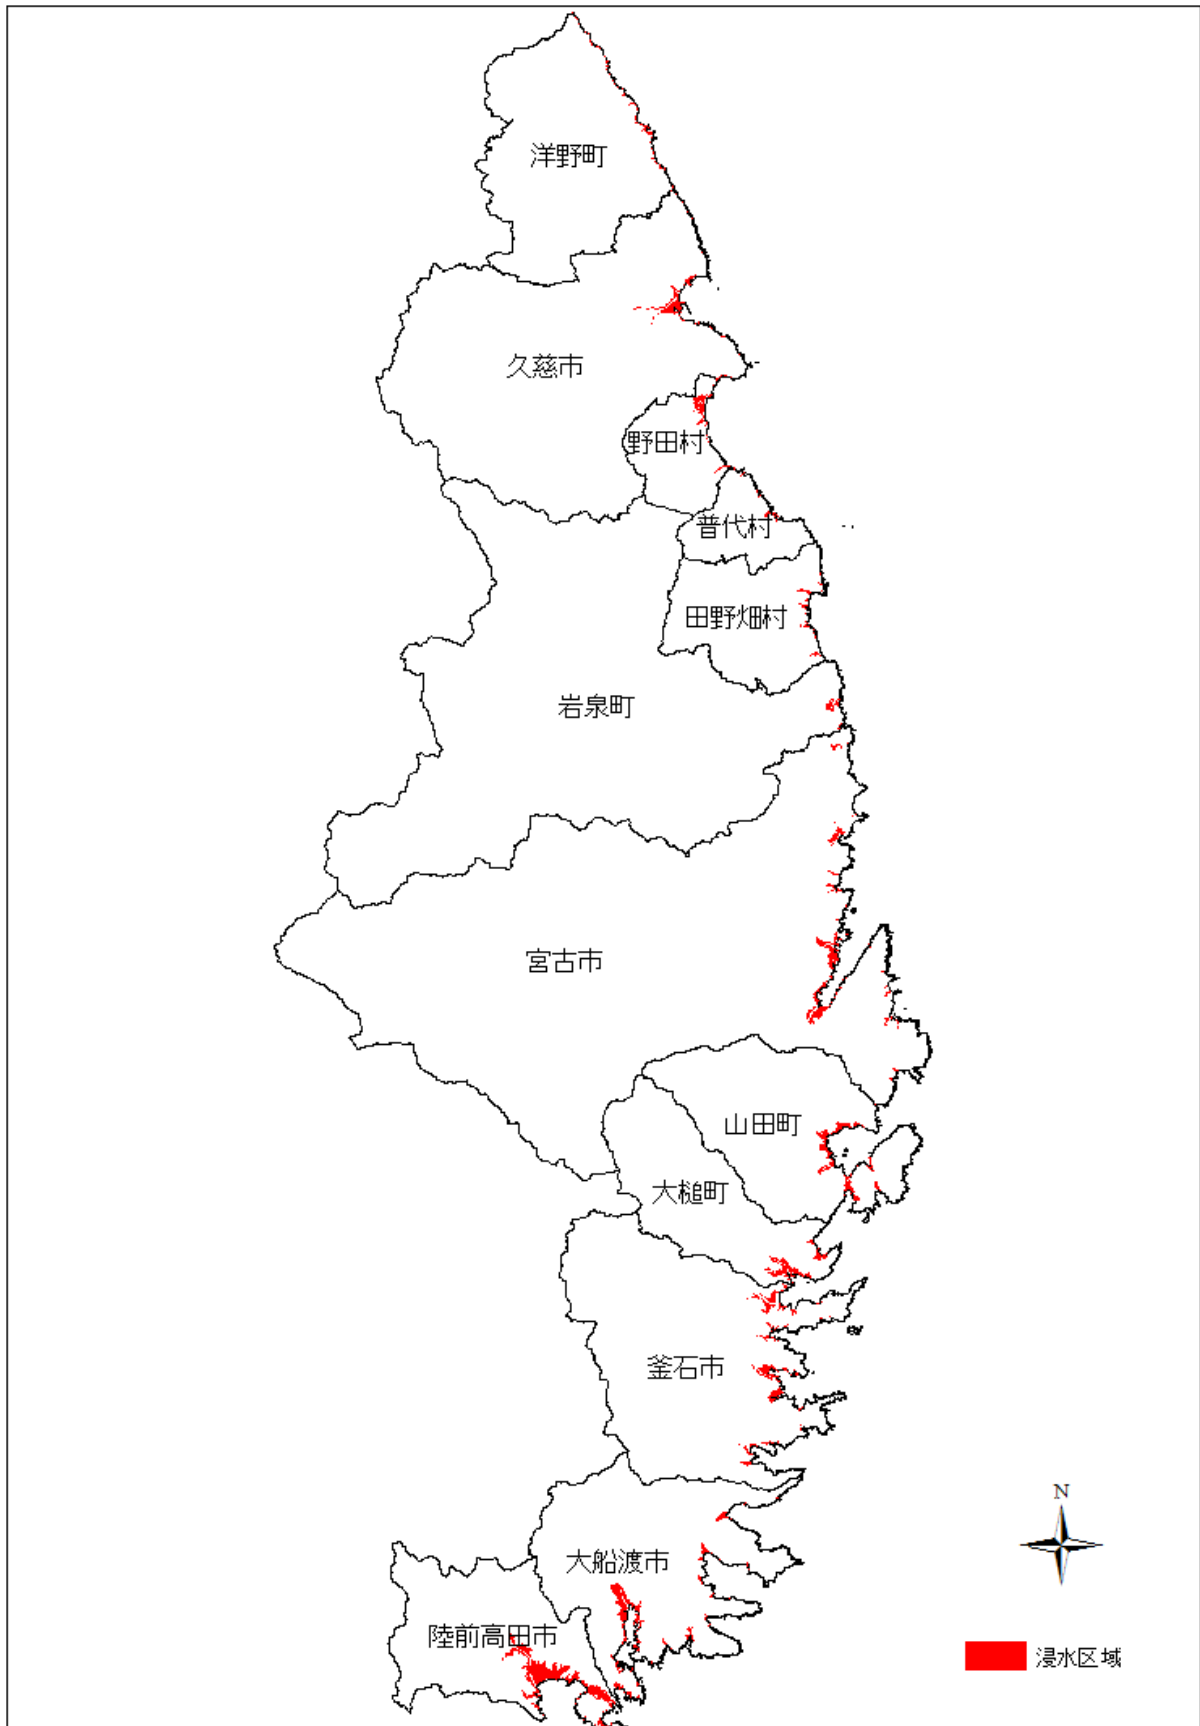 洋野町
久慈市
野田村
普代村
田野畑村
岩泉町
宮古市
山田町
大槌町
釜石市
大船渡市
陸前高田市
N
浸水区域